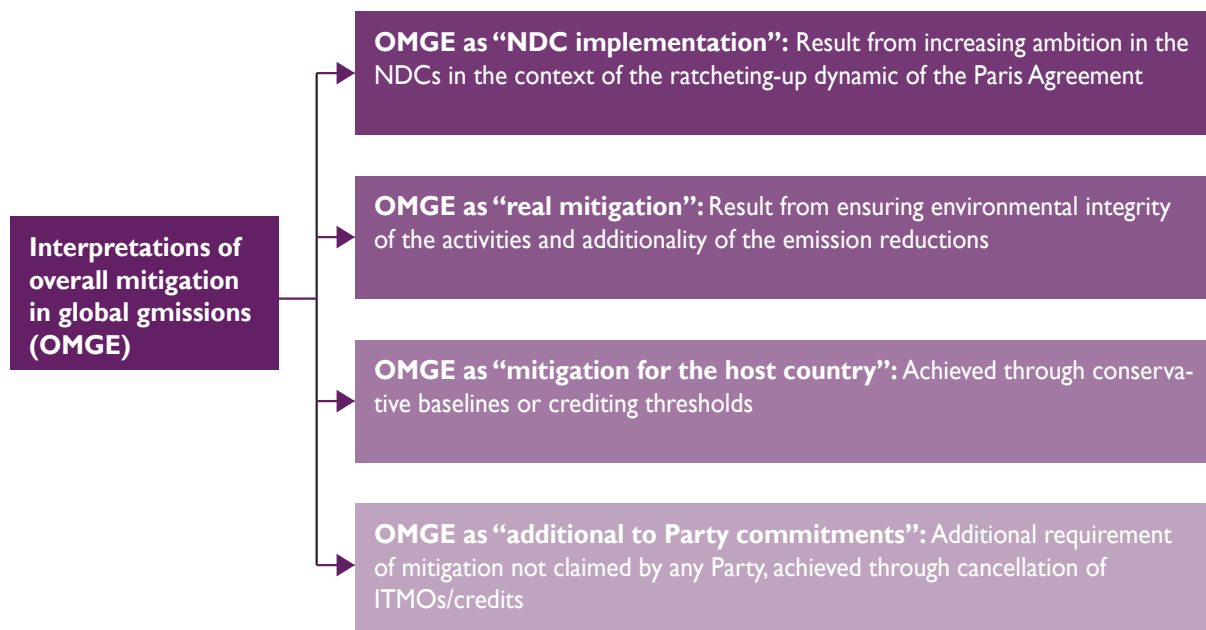 Interpretations of
overall mitigation
in global gmissions
(OMGE)
OMGE as “NDC implementation”: Result from increasing ambition in the
NDCs in the context of the ratcheting-up dynamic of the Paris Agreement
OMGE as “real mitigation”: Result from ensuring environmental integrity
of the activities and additionality of the emission reductions
OMGE as “mitigation for the host country”: Achieved through conserva-
tive baselines or crediting thresholds
OMGE as “additional to Party commitments”: Additional requirement
of mitigation not claimed by any Party, achieved through cancellation of
ITMOs/credits